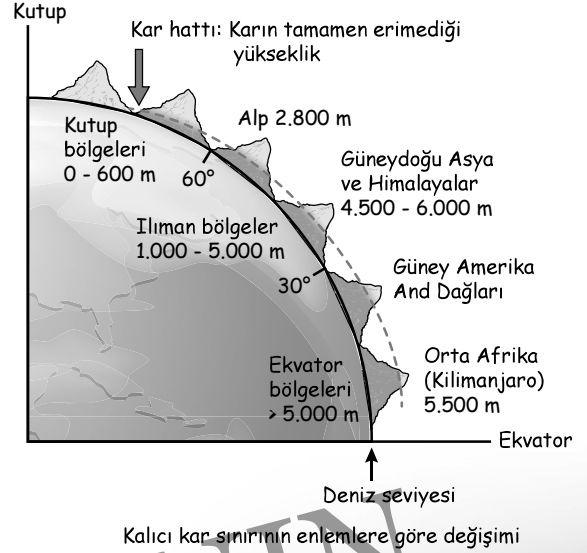 Kutup
Kar hattı: Karın tamamen erimediği
yükseklik
Alp 2.800 m
Kutup
bölgeleri
0 - 600 m
60°
Güneydoğu Asya
ve Himalayalar
4.500 - 6.000 m
Ilıman bölgeler
1.000 - 5.000 m
30°
Güney Amerika
And Dağları
Orta Afrika
(Kilimanjaro)
5.500 m
Ekvator
bölgeleri
> 5.000 m
Ekvator
Deniz seviyesi
Kalıcı kar sınırının enlemlere göre değişimi